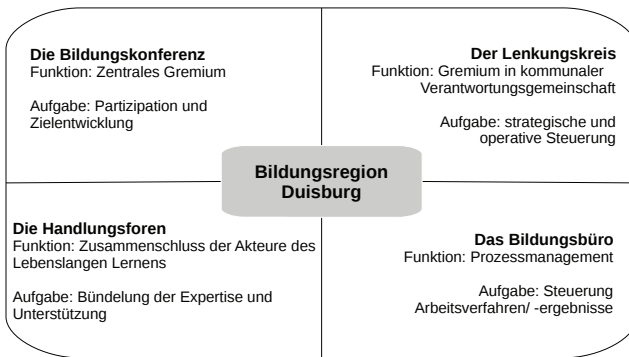 Die Bildungskonferenz
Funktion: Zentrales Gremium
Aufgabe: Partizipation und
Zielentwicklung
Der Lenkungskreis
Funktion: Gremium in kommunaler
Verantwortungsgemeinschaft
Aufgabe: strategische und
operative Steuerung
Bildungsregion
Duisburg
Die Handlungsforen
Funktion: Zusammenschluss der Akteure des
Lebenslangen Lernens
Aufgabe: Bündelung der Expertise und
Unterstützung
Das Bildungsbüro
Funktion: Prozessmanagement
Aufgabe: Steuerung
Arbeitsverfahren/ -ergebnisse